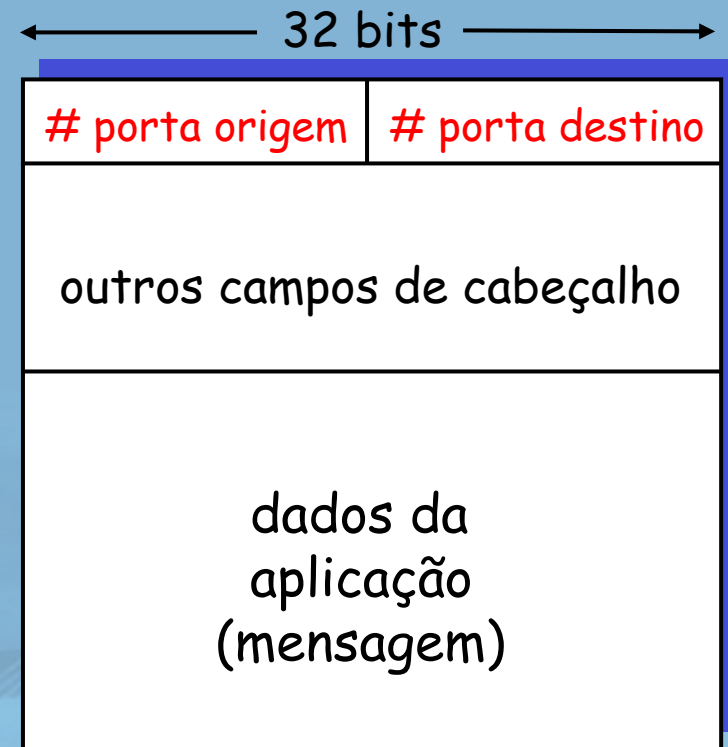 32 bits
# porta origem # porta destino
outros campos de cabeçalho
dados da
aplicação
(mensagem)